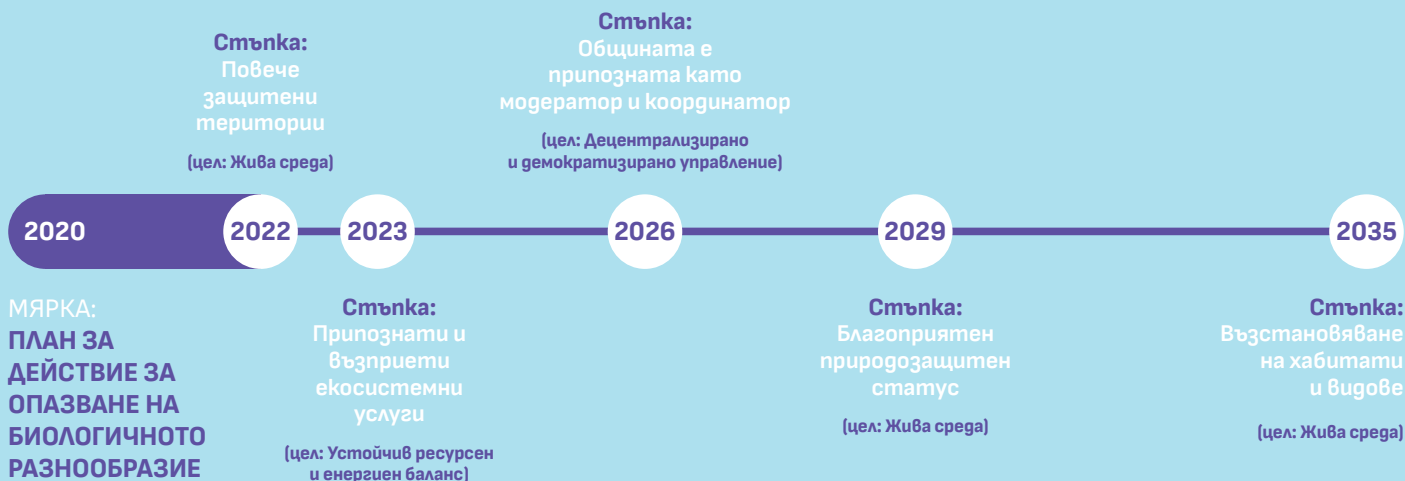 Стъпка:
Повече
защитени
територии
(цел: Жива среда)
Стъпка:
Общината е
припозната като
модератор и координатор
(цел: Децентрализирано
и демократизирано управление)
2020
2022
2023
2026
2029
2035
МЯРКА:
ПЛАН ЗА
ДЕЙСТВИЕ ЗА
ОПАЗВАНЕ НА
БИОЛОГИЧНОТО
РАЗНООБРАЗИЕ
Стъпка:
Припознати и
възприети
екосистемни
услуги
(цел: Устойчив ресурсен
и енергиен баланс)
Стъпка:
Благоприятен
природозащитен
статус
(цел: Жива среда)
Стъпка:
Възстановяване
на хабитати
и видове
(цел: Жива среда)